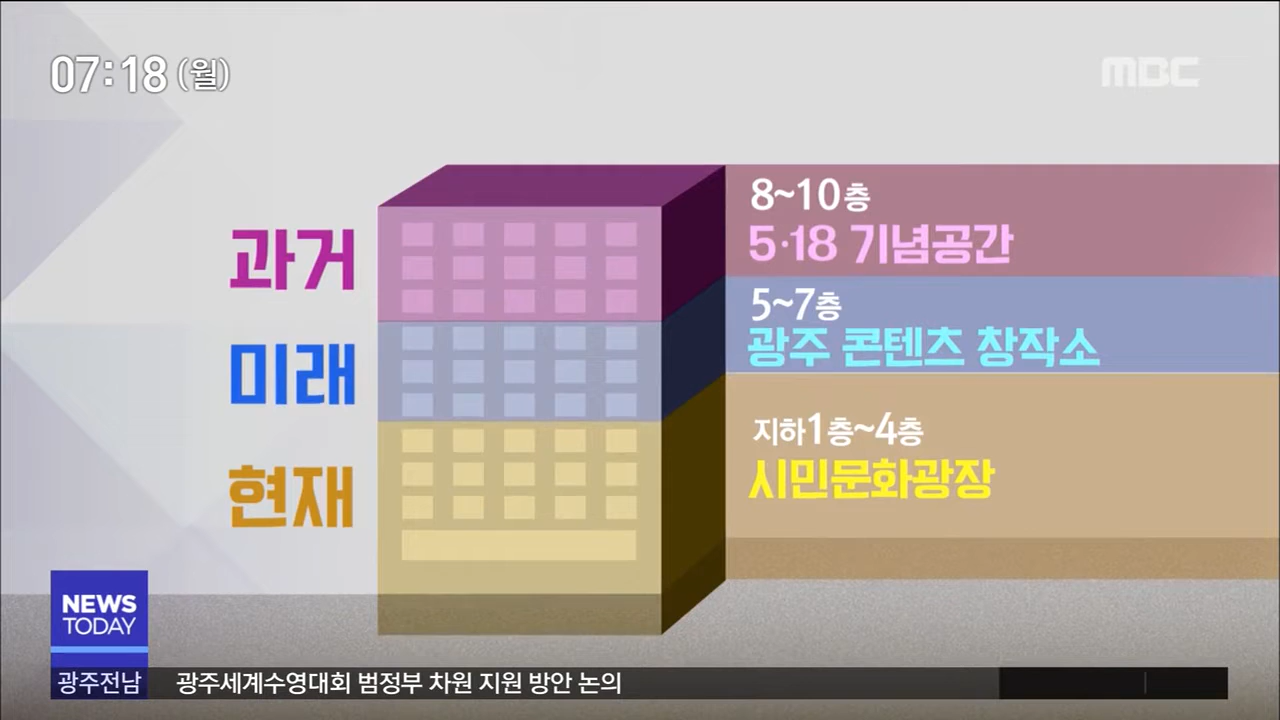 07:18 (월)
MBC
과거
8~10층
5·18 기념공간
미래
5~7층
광주 콘텐츠 창작소
현재
지하1층~4층
시민문화광장
NEWS
TODAY
광주전남
광주세계수영대회 범정부 차원 지원 방안 논의